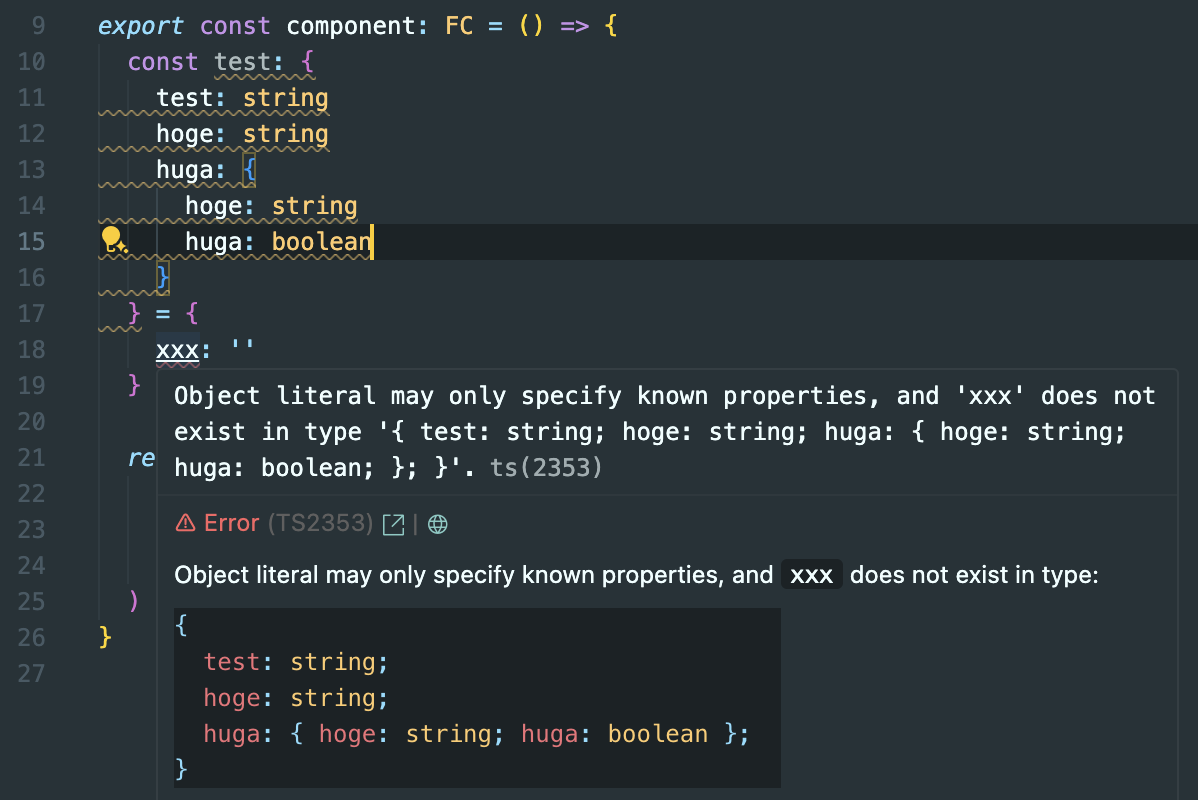 9 export const component: FC = () => {
10 const test: {
11 test: string
12 hoge: string
13 huga: {
14 hoge: string
15 huga: boolean
16 }
17 } = {
18 xxx: ''
19 }
20
21 re
22
23
24
25 )
26 }
27
Object literal may only specify known properties, and 'xxx' does not
exist in type '{ test: string; hoge: string; huga: { hoge: string;
huga: boolean; }; }'. ts(2353)
Error (TS2353) |
Object literal may only specify known properties, and xxx does not exist in type:
{
test: string;
hoge: string;
huga: { hoge: string; huga: boolean };
}